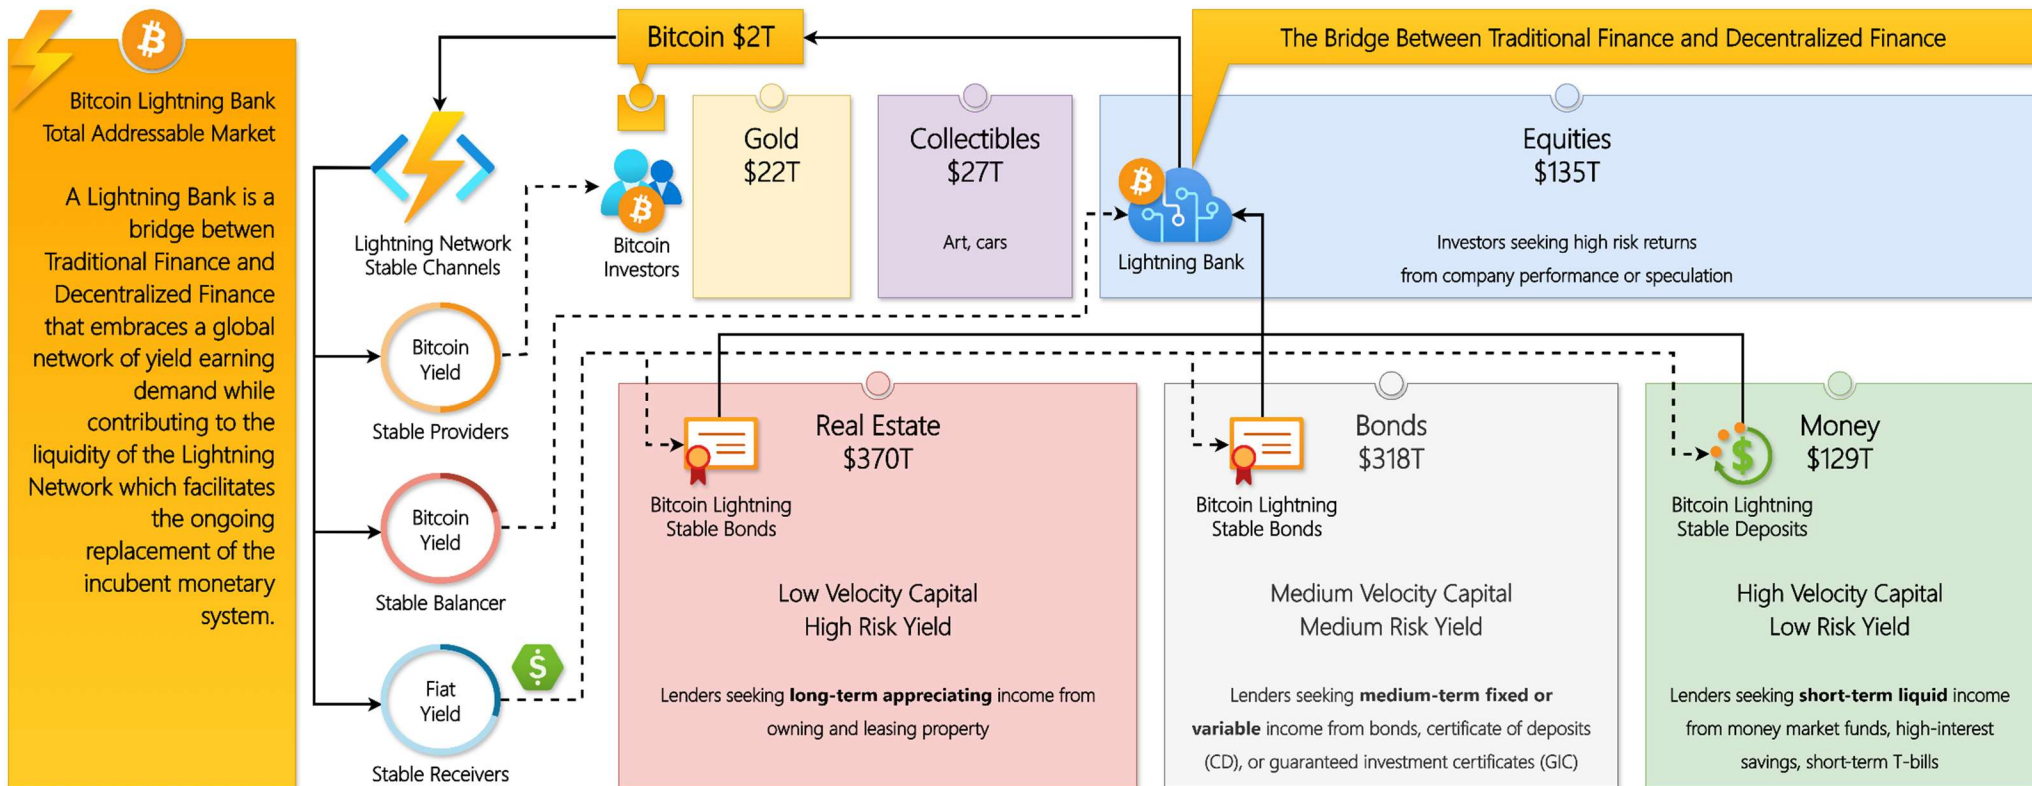 Bitcoin Lightning Bank
Total Addressable Market
A Lightning Bank is a
bridge betwen
Traditional Finance and
Decentralized Finance
that embraces a global
network of yield earning
demand while
contributing to the
liquidity of the Lightning
Network which facilitates
the ongoing
replacement of the
incubent monetary
system.
Bitcoin $2T
The Bridge Between Traditional Finance and Decentralized Finance
Lightning Network
Stable Channels
Bitcoin
Investors
Gold
$22T
Collectibles
$27T
Art, cars
Lightning Bank
Equities
$135T
Investors seeking high risk returns
from company performance or speculation
Bitcoin
Yield
Stable Providers
Bitcoin
Yield
Stable Balancer
Fiat
Yield
$
Stable Receivers
Real Estate
$370T
Bitcoin Lightning
Stable Bonds
Low Velocity Capital
High Risk Yield
Lenders seeking long-term appreciating income from
owning and leasing property
Bonds
$318T
Bitcoin Lightning
Stable Bonds
Medium Velocity Capital
Medium Risk Yield
Lenders seeking medium-term fixed or
variable income from bonds, certificate of deposits
(CD), or guaranteed investment certificates (GIC)
Money
$129T
$
Bitcoin Lightning
Stable Deposits
High Velocity Capital
Low Risk Yield
Lenders seeking short-term liquid income
from money market funds, high-interest
savings, short-term T-bills